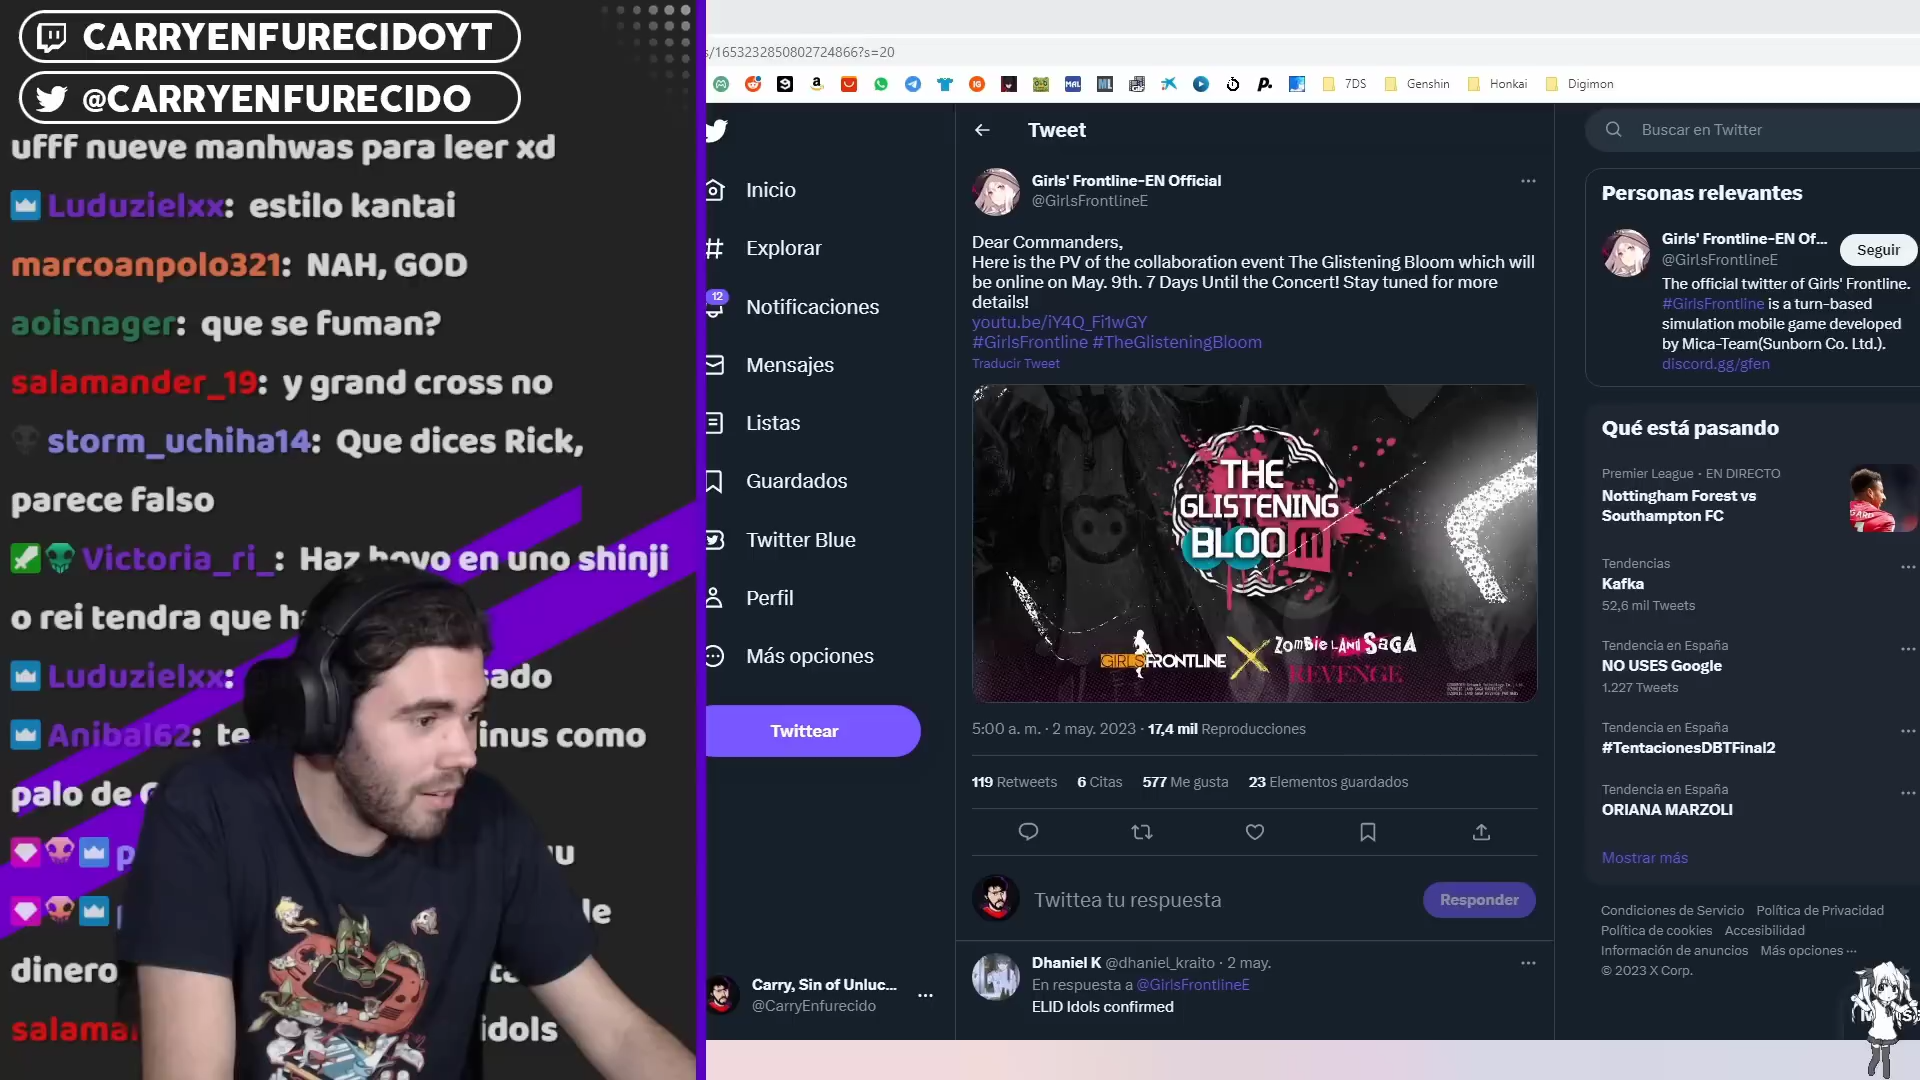 CARRYENFURECIDOYT
@CARRYENFURECIDO
ufff nueve manhwas para leer xd
Luduzielxx: estilo kantai
marcoanpolo321: NAH, GOD
aoisnager: que se fuman?
salamander_19: y grand cross no
storm_uchiha14: Que dices Rick,
parece falso
Victoria_ri_: Haz en uno shinji
o rei tendra que
Luduzielxx:
Anibal62: te como
palo de
dinero
idols
s/1653232850802724866?s=20
7DS
Genshin
Honkai
Digimon
Inicio
Explorar
12
Notificaciones
Mensajes
Listas
Guardados
Twitter Blue
Perfil
Más opciones
Twittear
Carry, Sin of Unluc...
@CarryEnfurecido
Tweet
Girls' Frontline-EN Official
@GirlsFrontlineE
Dear Commanders,
Here is the PV of the collaboration event The Glistening Bloom which will
be online on May. 9th. 7 Days Until the Concert! Stay tuned for more
details!
youtu.be/iY4Q_Fi1wGY
#GirlsFrontline #TheGlisteningBloom
Traducir Tweet
THE
GLISTENING
BLOOM
GIRLS FRONTLINE
ZOMBIE LAND SAGA
REVENGE
5:00 a. m. · 2 may. 2023 · 17,4 mil Reproducciones
119 Retweets 6 Citas 577 Me gusta 23 Elementos guardados
Twittea tu respuesta
Responder
Dhaniel K @dhaniel_kraito · 2 may.
En respuesta a @GirlsFrontlineE
ELID Idols confirmed
Buscar en Twitter
Personas relevantes
Girls' Frontline-EN Of...
@GirlsFrontlineE
Seguir
The official twitter of Girls' Frontline.
#GirlsFrontline is a turn-based
simulation mobile game developed
by Mica-Team(Sunborn Co. Ltd.).
discord.gg/gfen
Qué está pasando
Premier League · EN DIRECTO
Nottingham Forest vs
Southampton FC
Tendencias
Kafka
52,6 mil Tweets
Tendencia en España
NO USES Google
1.227 Tweets
Tendencia en España
#TentacionesDBTFinal2
Tendencia en España
ORIANA MARZOLI
Mostrar más
Condiciones de Servicio Política de Privacidad
Política de cookies Accesibilidad
Información de anuncios Más opciones ···
© 2023 X Corp.